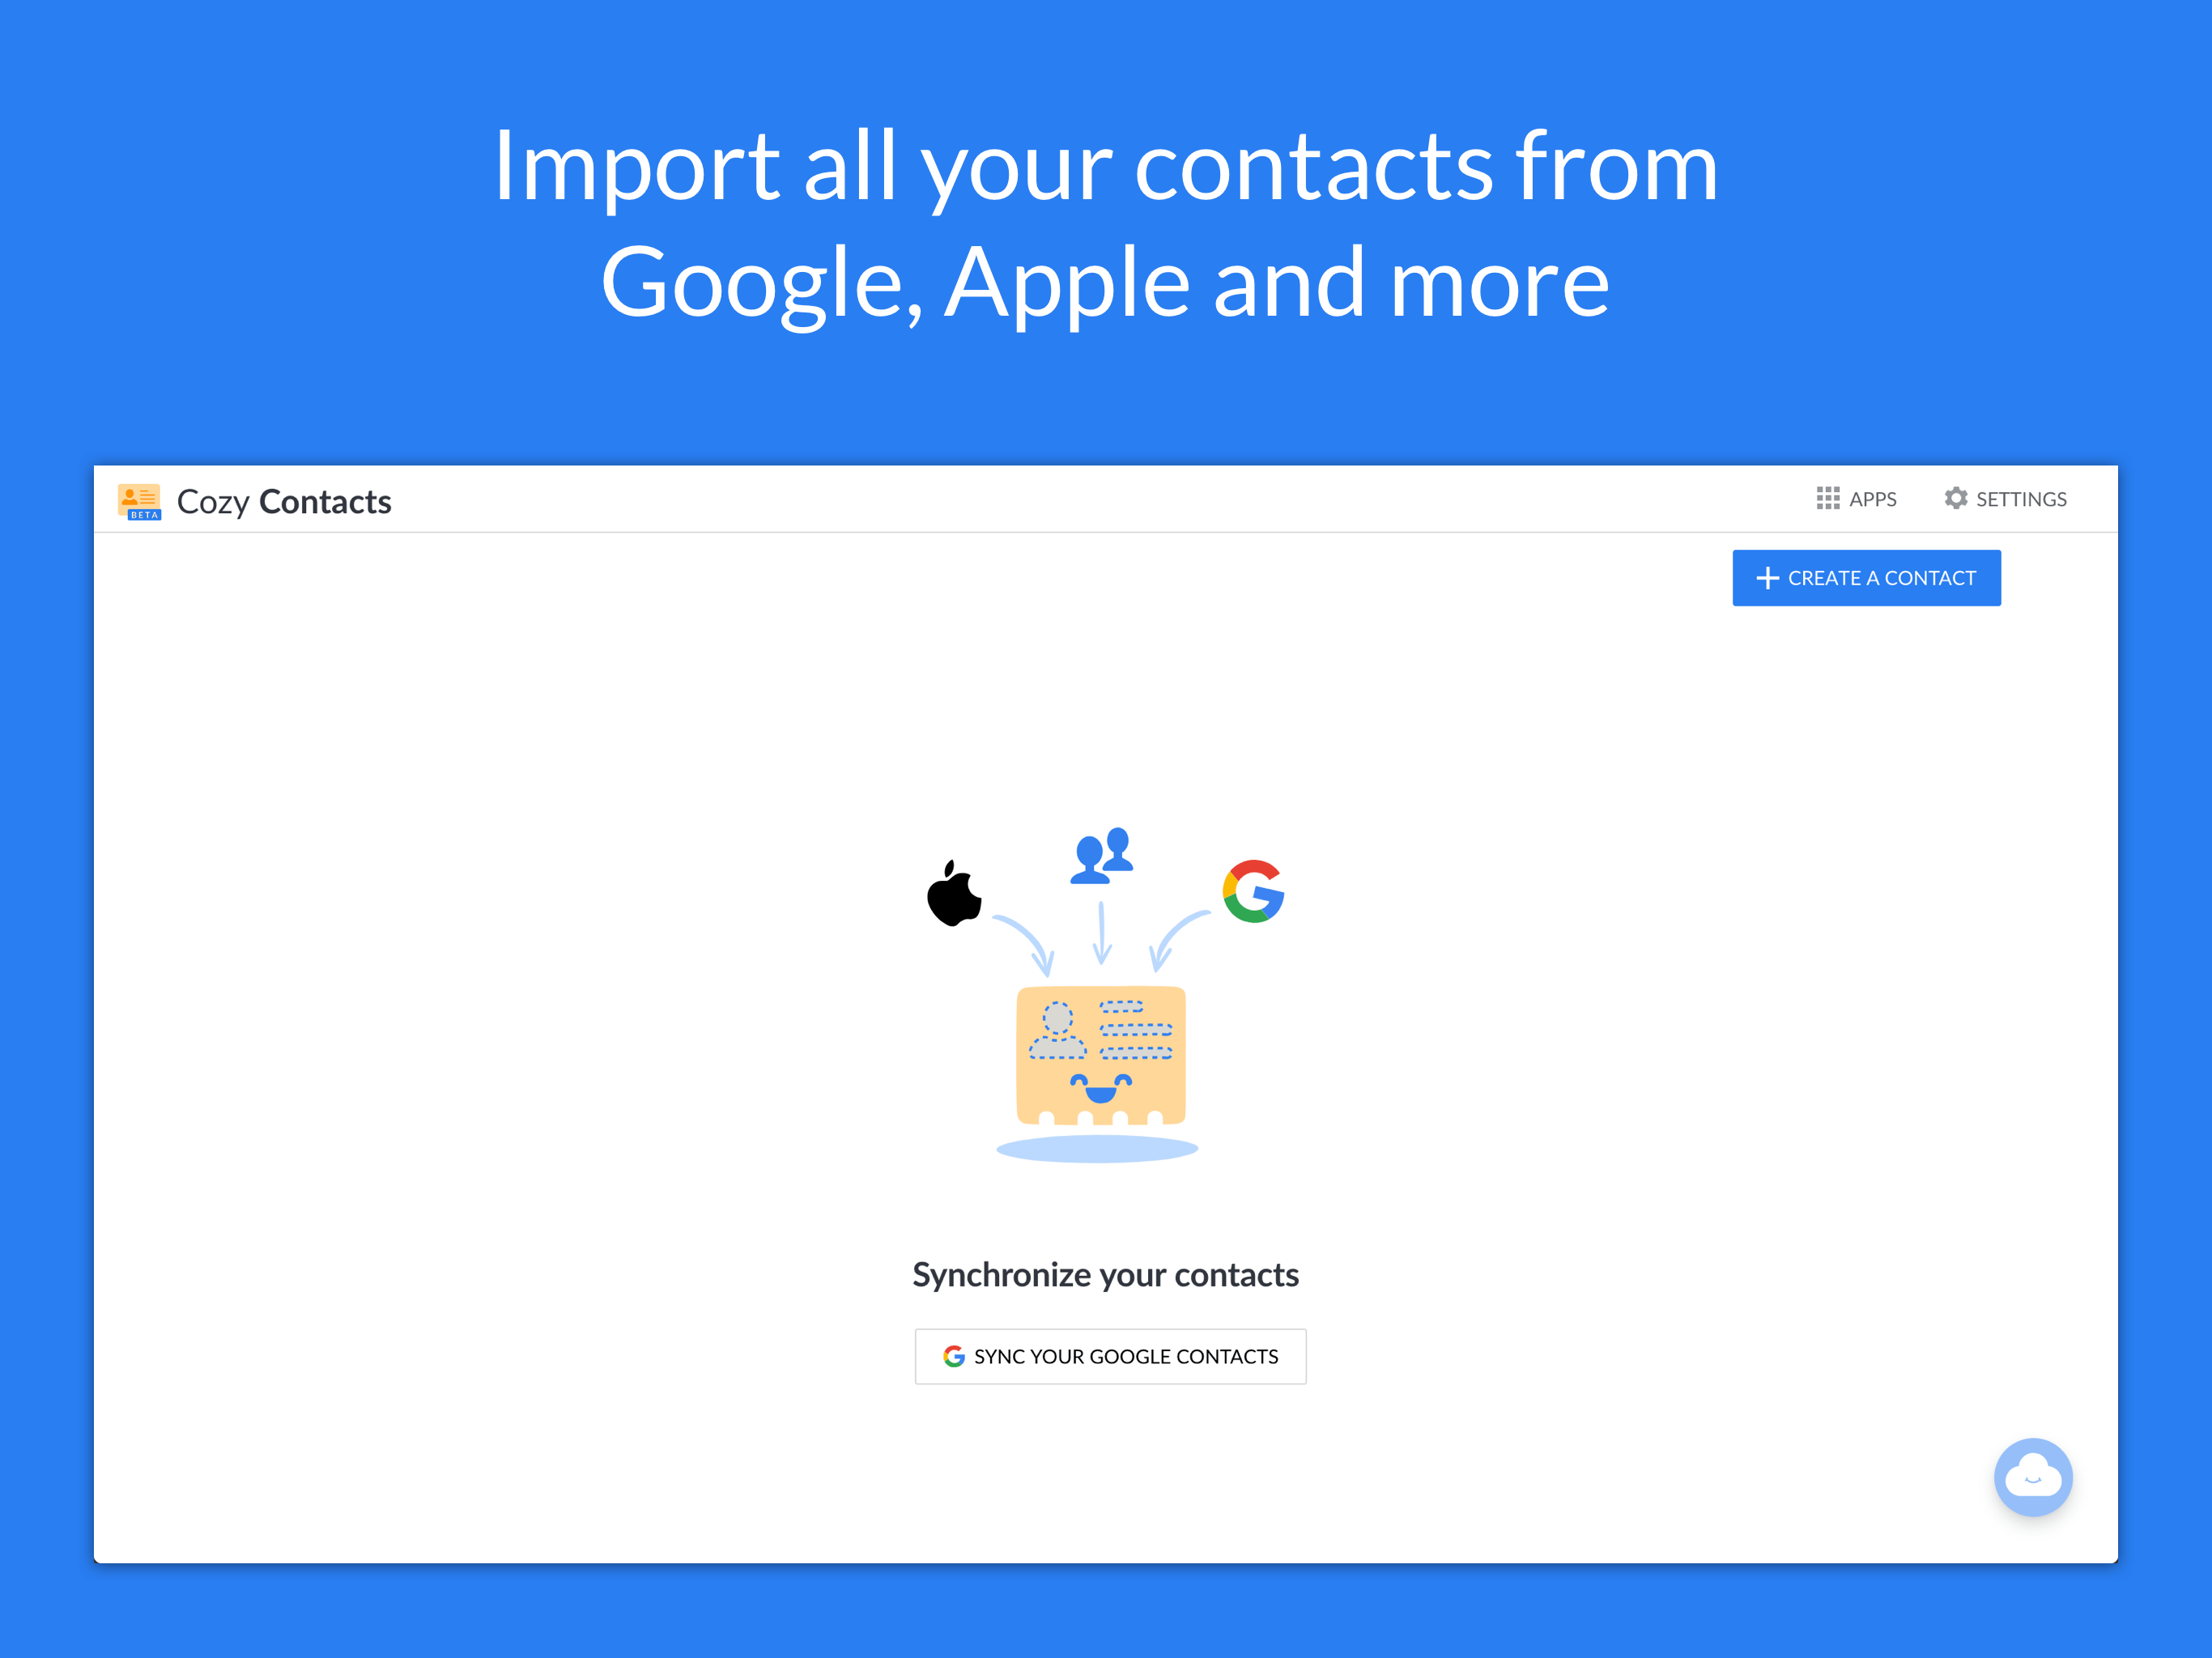 Import all your contacts from
Google, Apple and more
BETA
Cozy Contacts
APPS
SETTINGS
CREATE A CONTACT
Synchronize your contacts
SYNC YOUR GOOGLE CONTACTS